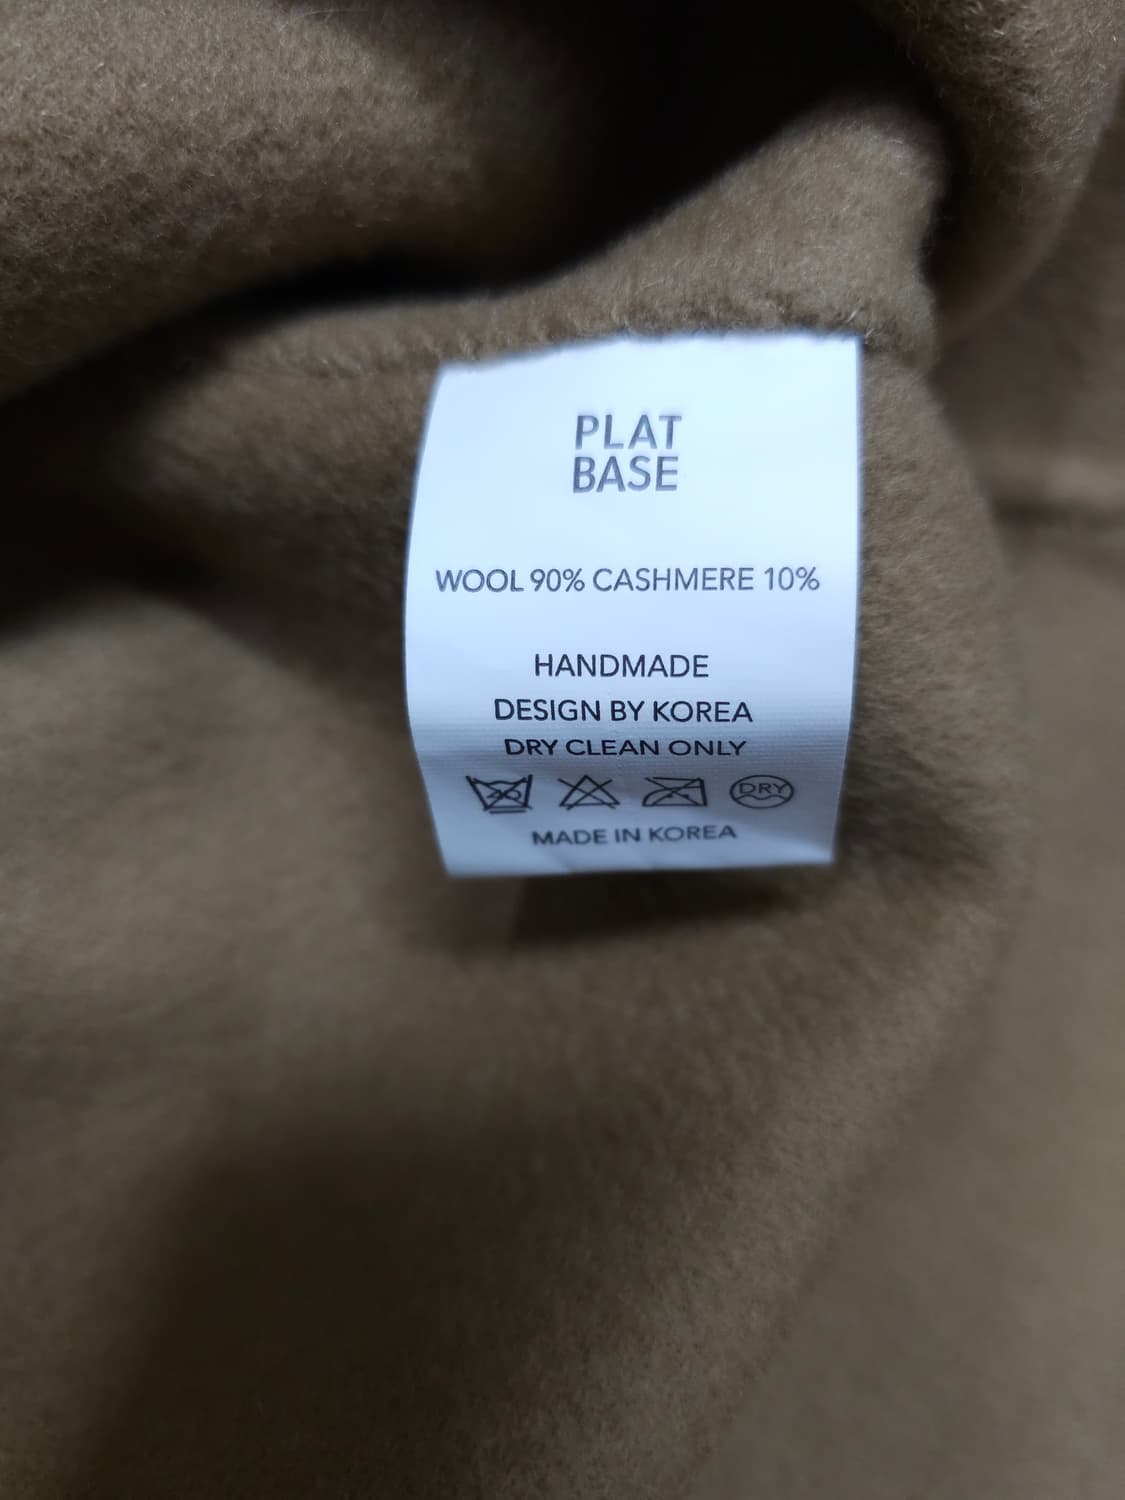 PLAT
BASE
WOOL 90% CASHMERE 10%
HANDMADE
DESIGN BY KOREA
DRY CLEAN ONLY
DRY
MADE IN KOREA